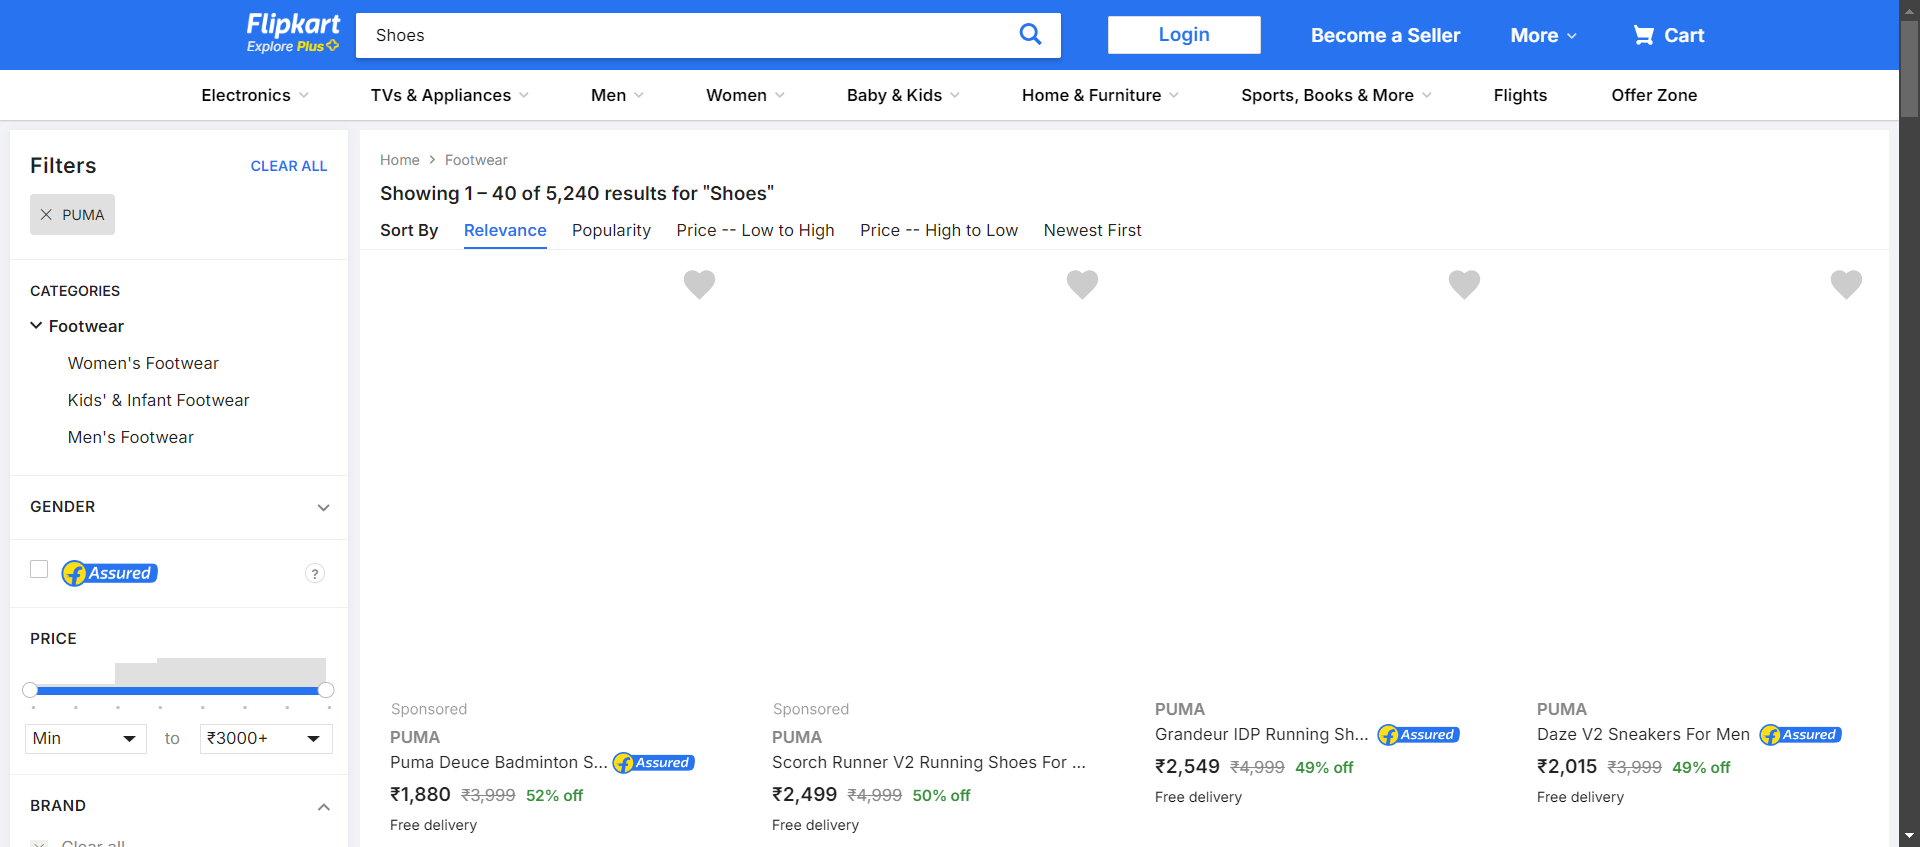 Flipkart
Explore Plus
Shoes
Login
Become a Seller
More
Cart
Electronics
TVs & Appliances
Men
Women
Baby & Kids
Home & Furniture
Sports, Books & More
Flights
Offer Zone
Filters
CLEAR ALL
PUMA
CATEGORIES
Footwear
Women's Footwear
Kids' & Infant Footwear
Men's Footwear
GENDER
Assured
?
PRICE
Min
to
₹3000+
BRAND
Clear all
Home > Footwear
Showing 1 – 40 of 5,240 results for "Shoes"
Sort By
Relevance
Popularity
Price -- Low to High
Price -- High to Low
Newest First
Sponsored
PUMA
Puma Deuce Badminton S...
Assured
₹1,880 ₹3,999 52% off
Free delivery
Sponsored
PUMA
Scorch Runner V2 Running Shoes For ...
₹2,499 ₹4,999 50% off
Free delivery
PUMA
Grandeur IDP Running Sh...
Assured
₹2,549 ₹4,999 49% off
Free delivery
PUMA
Daze V2 Sneakers For Men
Assured
₹2,015 ₹3,999 49% off
Free delivery